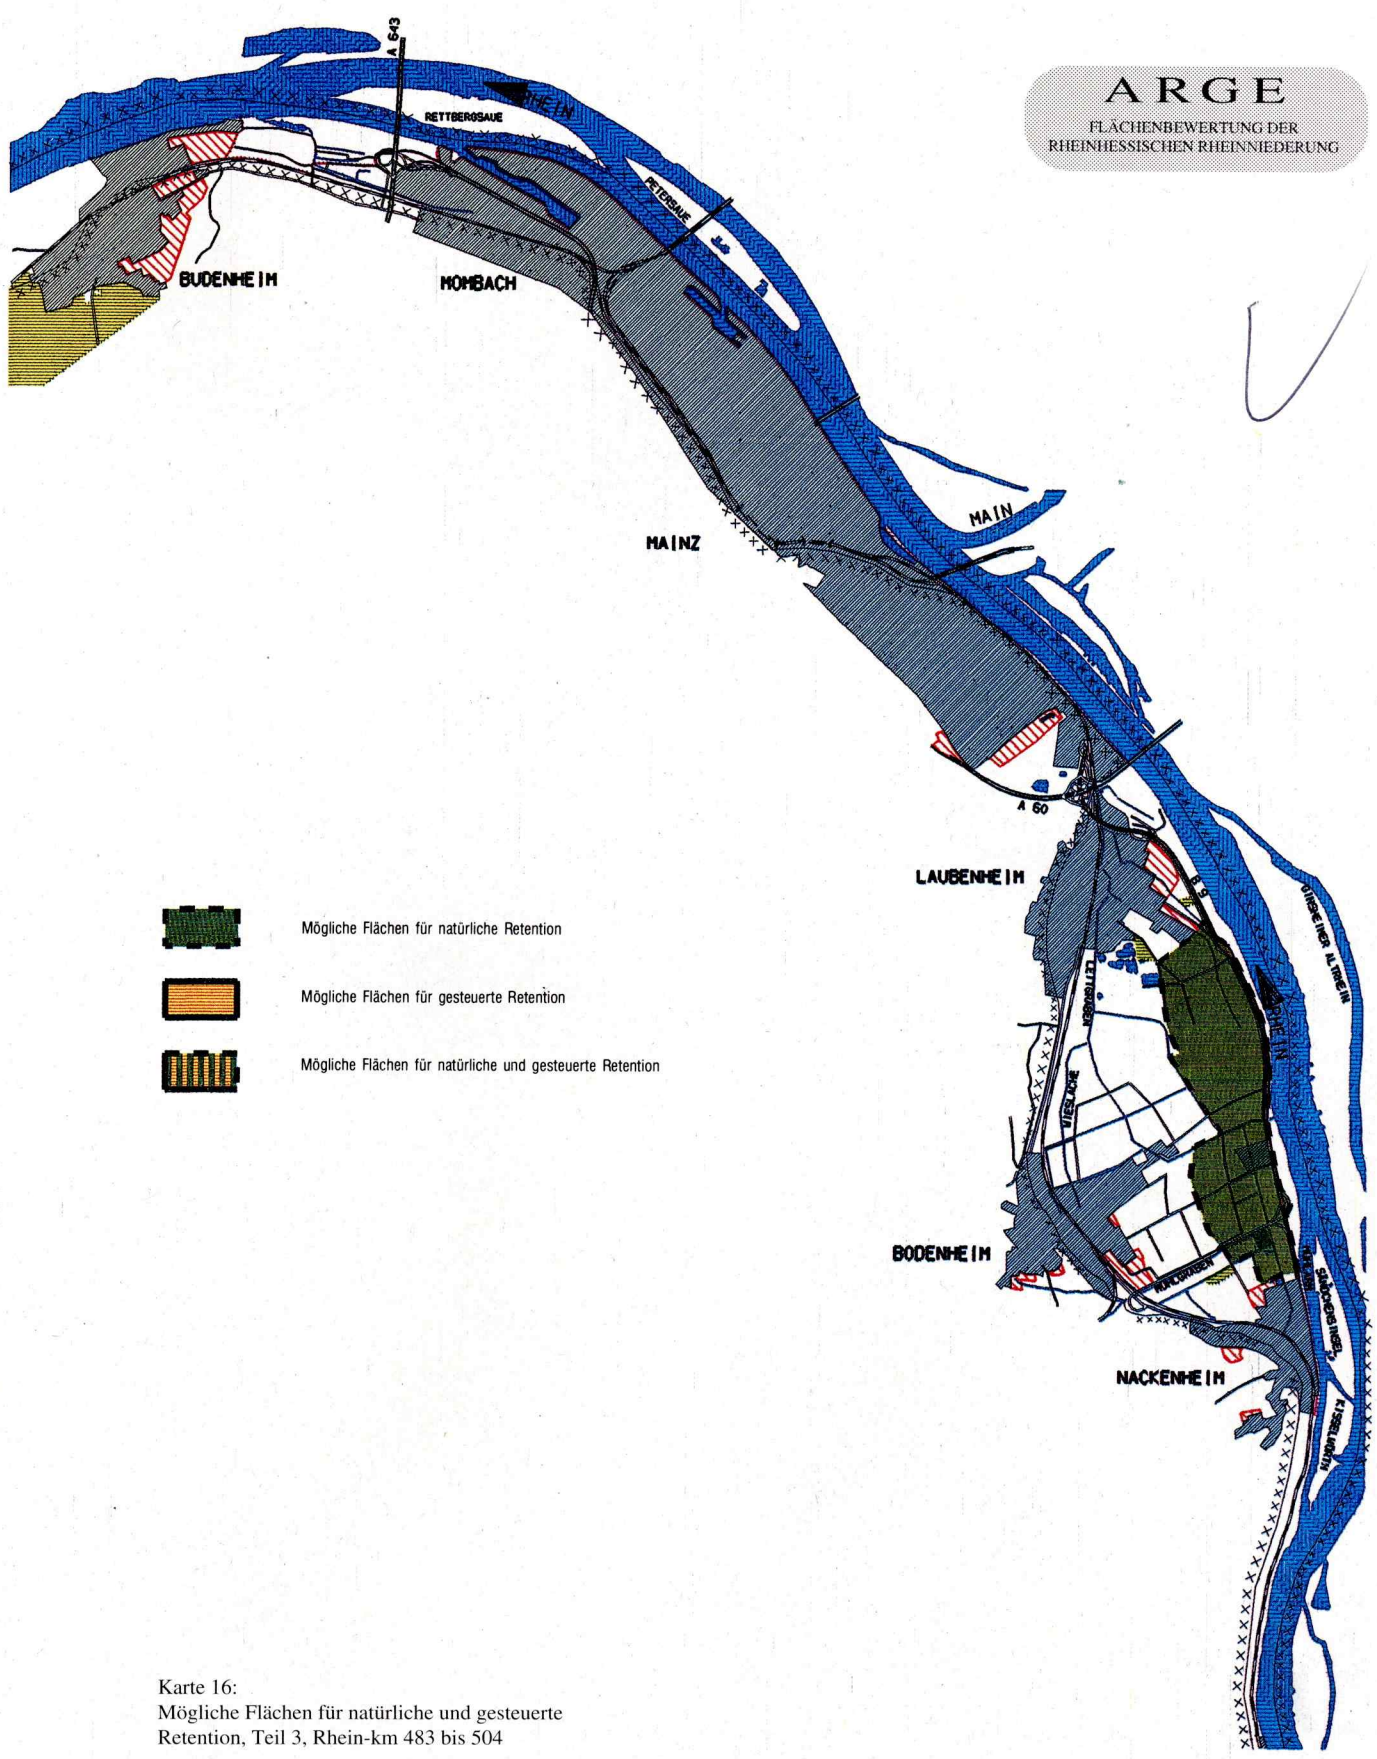 ARGE
FLÄCHENBEWERTUNG DER
RHEINHESSISCHEN RHEINNIEDERUNG
A 643
RHEIN
RETTBERGSAUE
PETERSAUE
BUDENHEIM
MOMBACH
MAIN
MAINZ
A 60
LAUBENHEIM
B 9
GINSHEIMER ALTRHEIN
LEITGRABEN
RHEIN
WIESLACHE
BODENHEIM
SÄNDCHENSINSEL
NACKENHEIM
KISSELWÖRTH
Mögliche Flächen für natürliche Retention
Mögliche Flächen für gesteuerte Retention
Mögliche Flächen für natürliche und gesteuerte Retention
Karte 16:
Mögliche Flächen für natürliche und gesteuerte
Retention, Teil 3, Rhein-km 483 bis 504